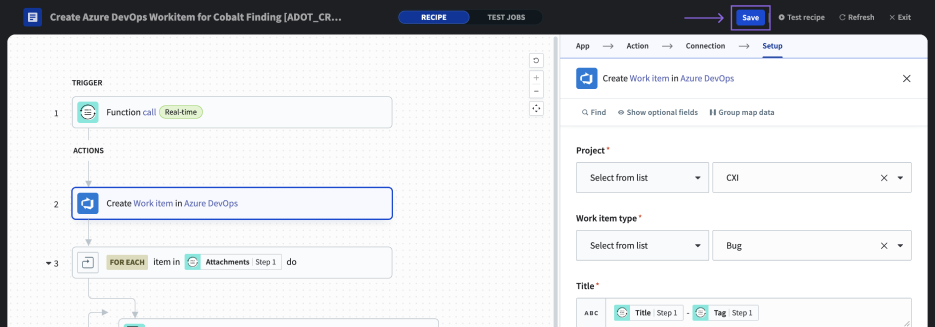 Create Azure DevOps Workitem for Cobalt Finding [ADOT_CR...
RECIPE
TEST JOBS
Save
Test recipe
Refresh
Exit
App
Action
Connection
Setup
TRIGGER
1
Function call
Real-time
ACTIONS
2
Create Work item in Azure DevOps
3
FOR EACH item in Attachments Step 1 do
Create Work item in Azure DevOps
Find
Show optional fields
Group map data
Project*
Select from list
CXI
Work item type*
Select from list
Bug
Title*
ABC
Title Step 1 - Tag Step 1